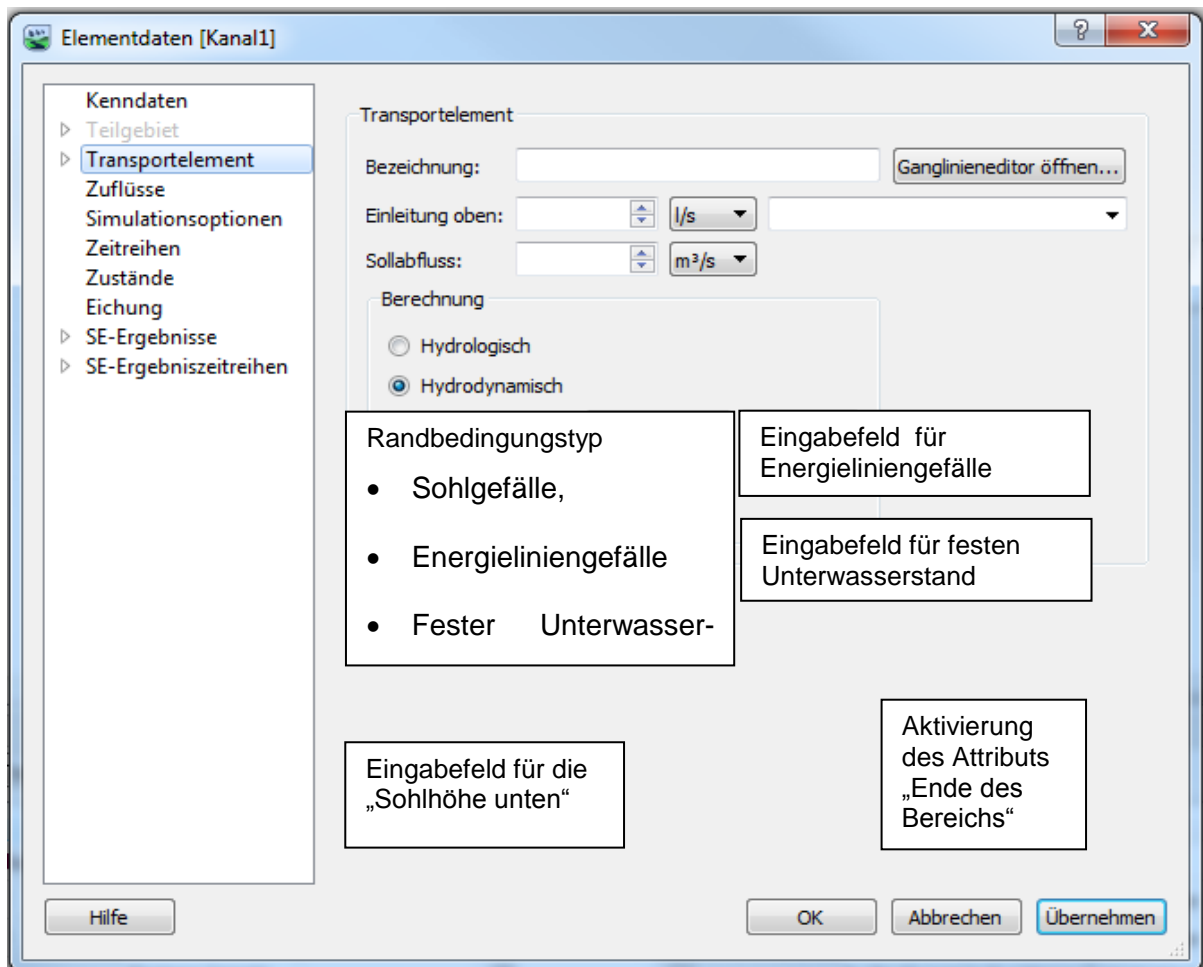 Elementdaten [Kanal1]
Kenndaten
Teilgebiet
Transportelement
Zuflüsse
Simulationsoptionen
Zeitreihen
Zustände
Eichung
SE-Ergebnisse
SE-Ergebniszeitreihen
Transportelement
Bezeichnung:
Ganglinieneditor öffnen...
Einleitung oben:
l/s
Sollabfluss:
m³/s
Berechnung
Hydrologisch
Hydrodynamisch
Randbedingungstyp
• Sohlgefälle,
• Energieliniengefälle
• Fester Unterwasser-
Eingabefeld für
Energieliniengefälle
Eingabefeld für festen
Unterwasserstand
Eingabefeld für die
„Sohlhöhe unten“
Aktivierung
des Attributs
„Ende des
Bereichs“
Hilfe
OK
Abbrechen
Übernehmen